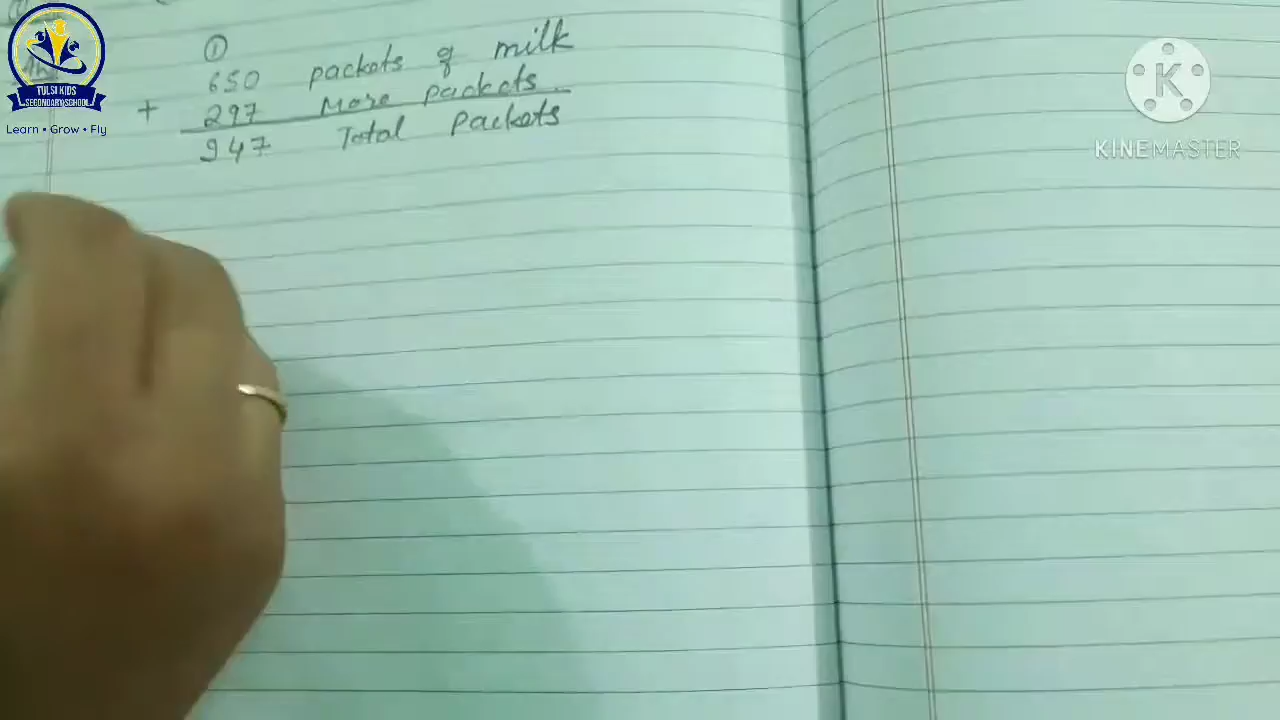 TULSI KIDS
SECONDARY SCHOOL
Learn • Grow • Fly
①
650 packets of milk
+ 297 More packets.
947 Total Packets
K
KINEMASTER